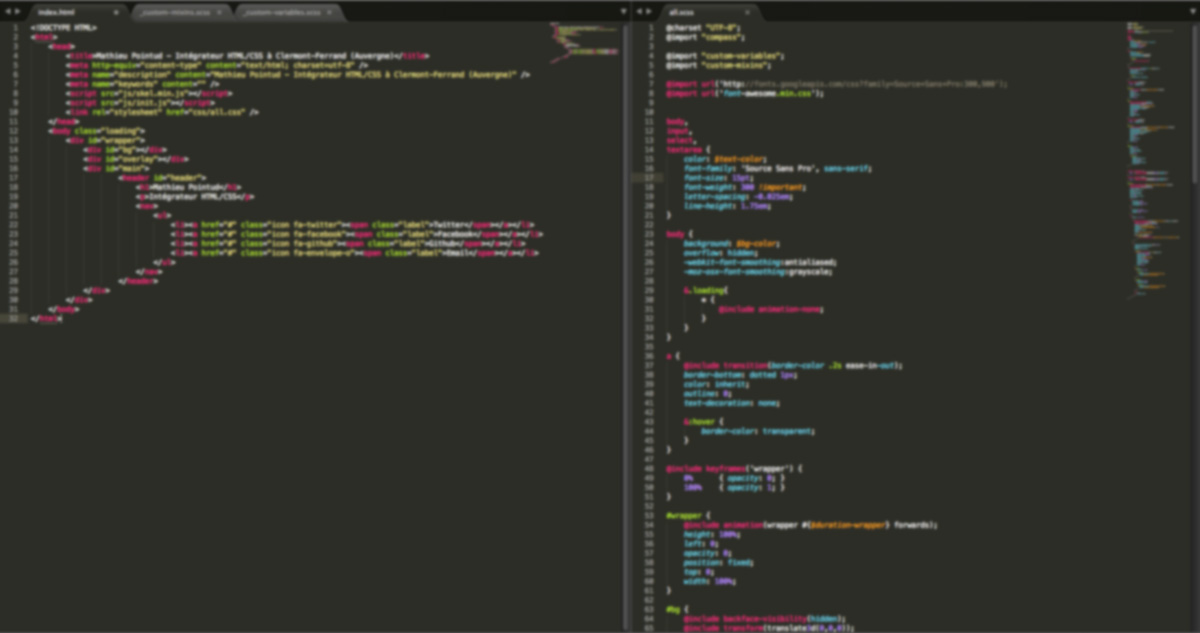 index.html
_custom-mixins.scss
_custom-variables.scss
<!DOCTYPE HTML>
<html>
<head>
<title>Mathieu Pointud – Intégrateur HTML/CSS à Clermont-Ferrand (Auvergne)</title>
<meta http-equiv="content-type" content="text/html; charset=utf-8" />
<meta name="description" content="Mathieu Pointud – Intégrateur HTML/CSS à Clermont-Ferrand (Auvergne)" />
<meta name="keywords" content="" />
<script src="js/skel.min.js"></script>
<script src="js/init.js"></script>
<link rel="stylesheet" href="css/all.css" />
</head>
<body class="loading">
<div id="wrapper">
<div id="bg"></div>
<div id="overlay"></div>
<div id="main">
<header id="header">
<h1>Mathieu Pointud</h1>
<p>Intégrateur HTML/CSS</p>
<nav>
<ul>
<li><a href="#" class="icon fa-twitter"><span class="label">Twitter</span></a></li>
<li><a href="#" class="icon fa-facebook"><span class="label">Facebook</span></a></li>
<li><a href="#" class="icon fa-github"><span class="label">Github</span></a></li>
<li><a href="#" class="icon fa-envelope-o"><span class="label">Email</span></a></li>
</ul>
</nav>
</header>
</div>
</div>
</body>
</html>
all.scss
@charset "UTF-8";
@import "compass";
@import "custom-variables";
@import "custom-mixins";
@import url('http://fonts.googleapis.com/css?family=Source+Sans+Pro:300,900');
@import url('font-awesome.min.css');
body,
input,
select,
textarea {
color: $text-color;
font-family: 'Source Sans Pro', sans-serif;
font-size: 15pt;
font-weight: 300 !important;
letter-spacing: -0.025em;
line-height: 1.75em;
}
body {
background: $bg-color;
overflow: hidden;
-webkit-font-smoothing:antialiased;
-moz-osx-font-smoothing:grayscale;
&.loading{
* {
@include animation-none;
}
}
}
a {
@include transition(border-color .2s ease-in-out);
border-bottom: dotted 1px;
color: inherit;
outline: 0;
text-decoration: none;
&:hover {
border-color: transparent;
}
}
@include keyframes('wrapper') {
0% { opacity: 0; }
100% { opacity: 1; }
}
#wrapper {
@include animation(wrapper #{$duration-wrapper} forwards);
height: 100%;
left: 0;
opacity: 0;
position: fixed;
top: 0;
width: 100%;
}
#bg {
@include backface-visibility(hidden);
@include transform(translate3d(0,0,0));